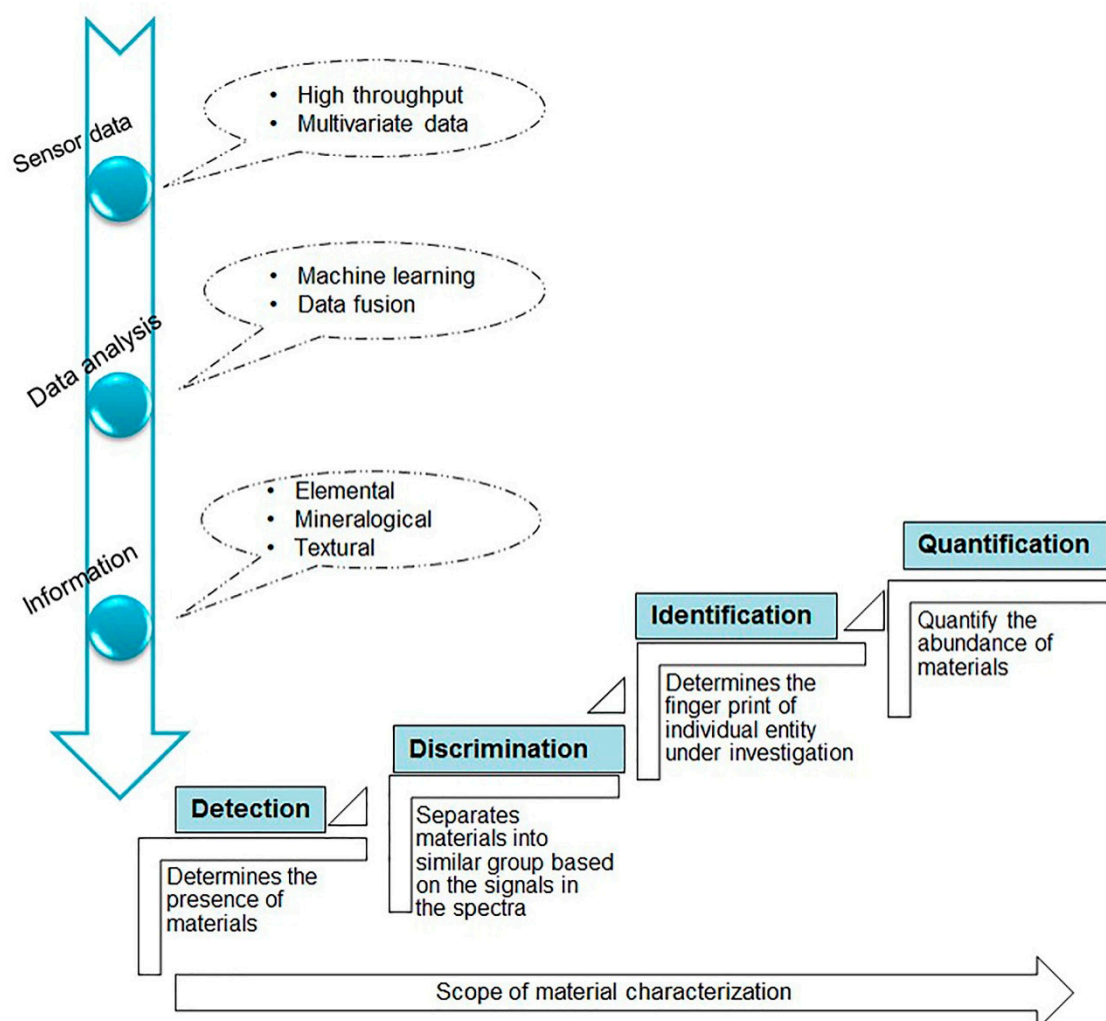 Sensor data
• High throughput
• Multivariate data
Data analysis
• Machine learning
• Data fusion
Information
• Elemental
• Mineralogical
• Textural
Detection
Determines the
presence of
materials
Discrimination
Separates
materials into
similar group based
on the signals in
the spectra
Identification
Determines the
finger print of
individual entity
under investigation
Quantification
Quantify the
abundance of
materials
Scope of material characterization